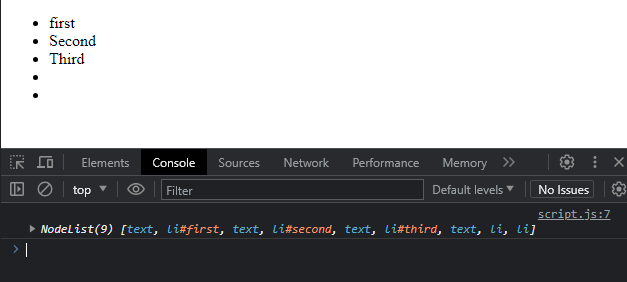 first
Second
Third
Elements Console Sources Network Performance Memory
top Filter Default levels No Issues
script.js:7
NodeList(9) [text, li#first, text, li#second, text, li#third, text, li, li]